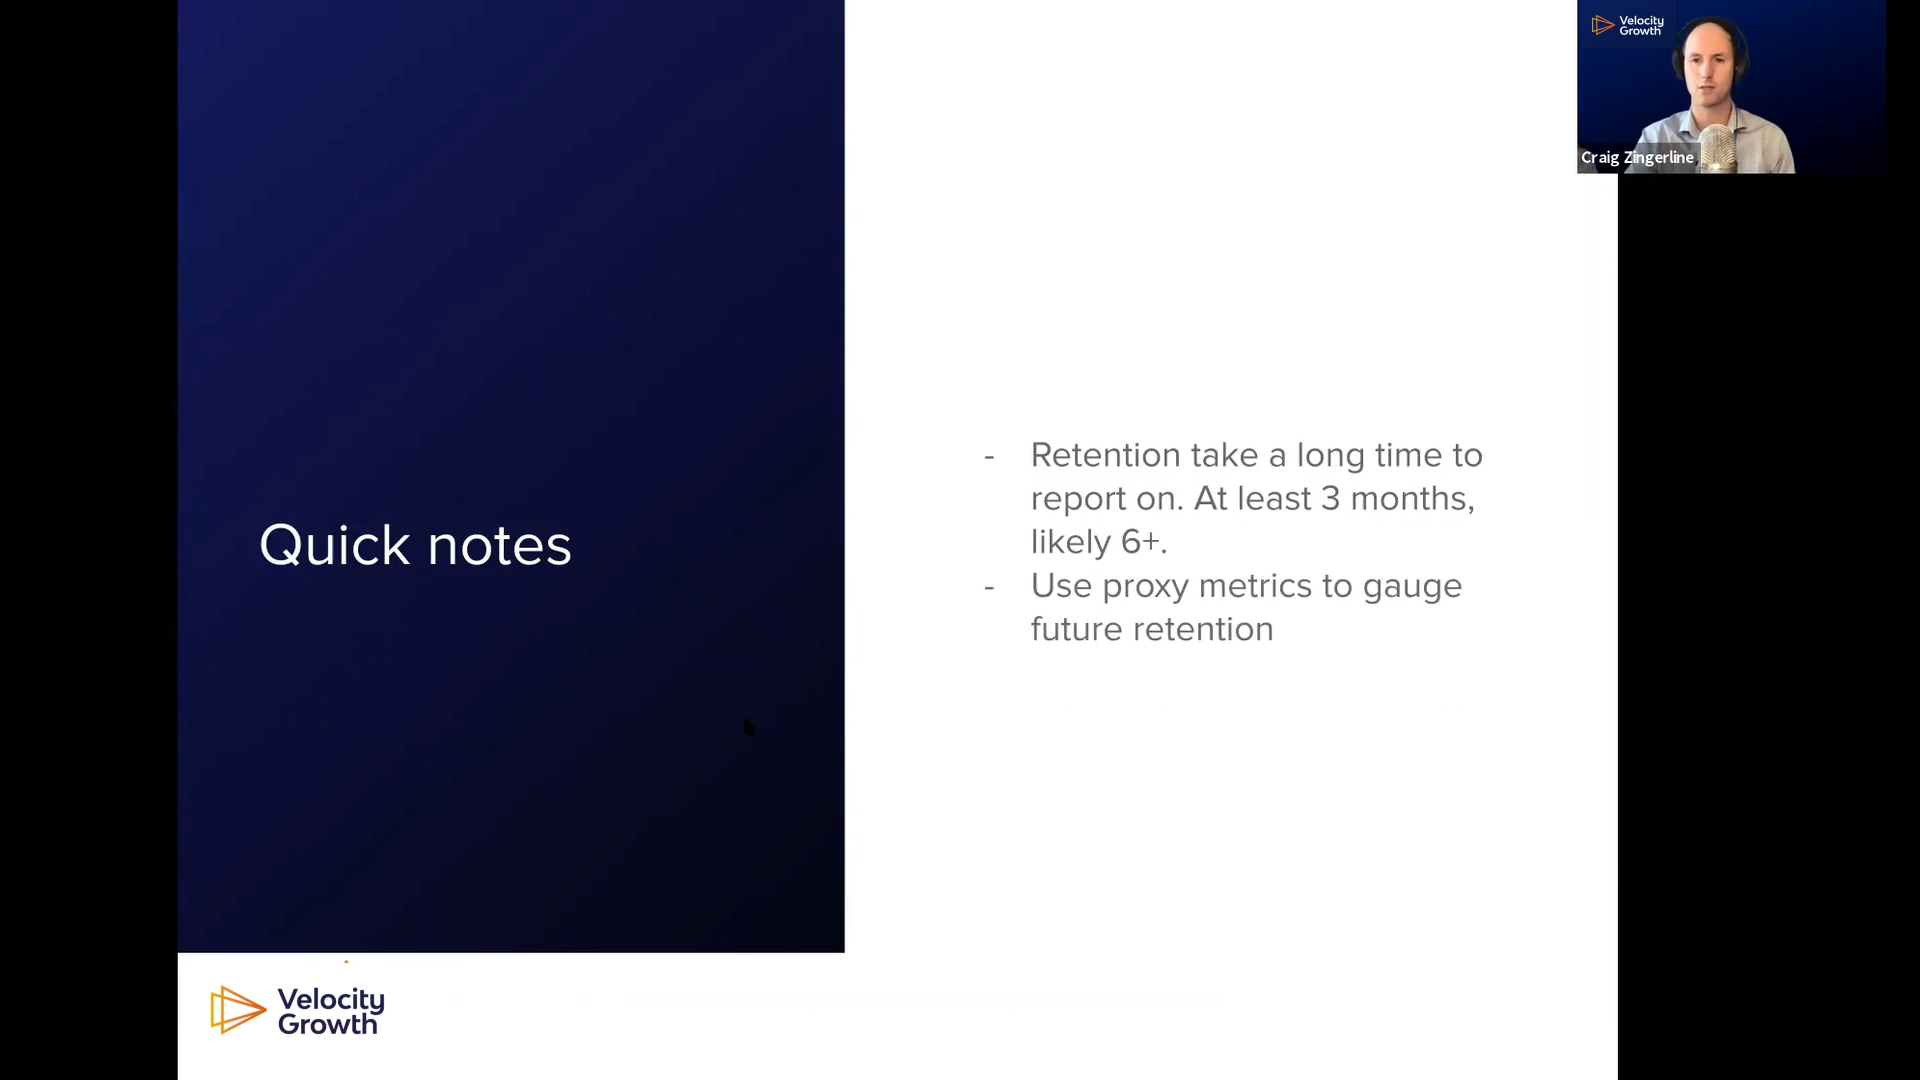 Velocity
Growth
Craig Zingerline
Quick notes
- Retention take a long time to
report on. At least 3 months,
likely 6+.
- Use proxy metrics to gauge
future retention
Velocity
Growth